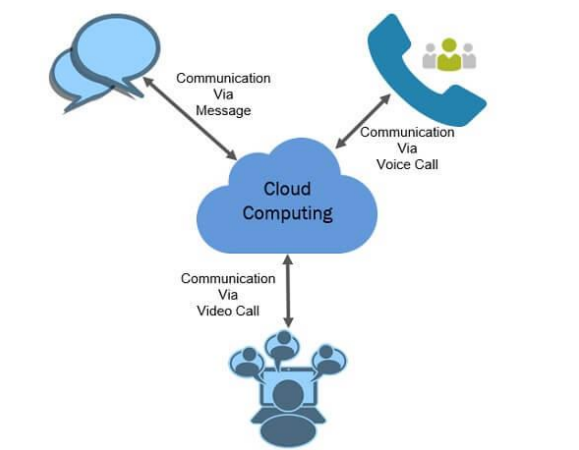 Communication
Via
Message
Communication
Via
Voice Call
Cloud
Computing
Communication
Via
Video Call